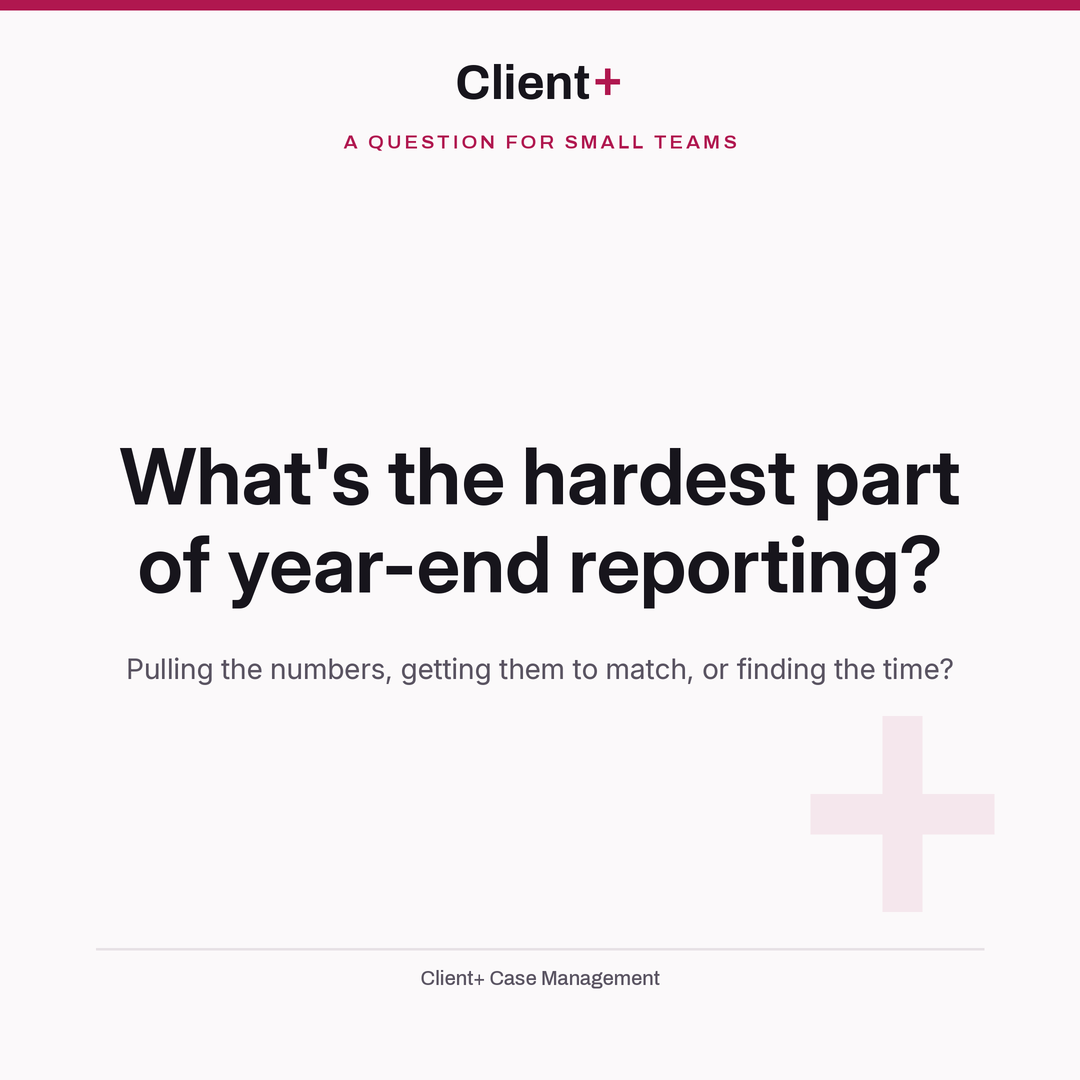 Client+
A QUESTION FOR SMALL TEAMS
What's the hardest part
of year-end reporting?
Pulling the numbers, getting them to match, or finding the time?
Client+ Case Management